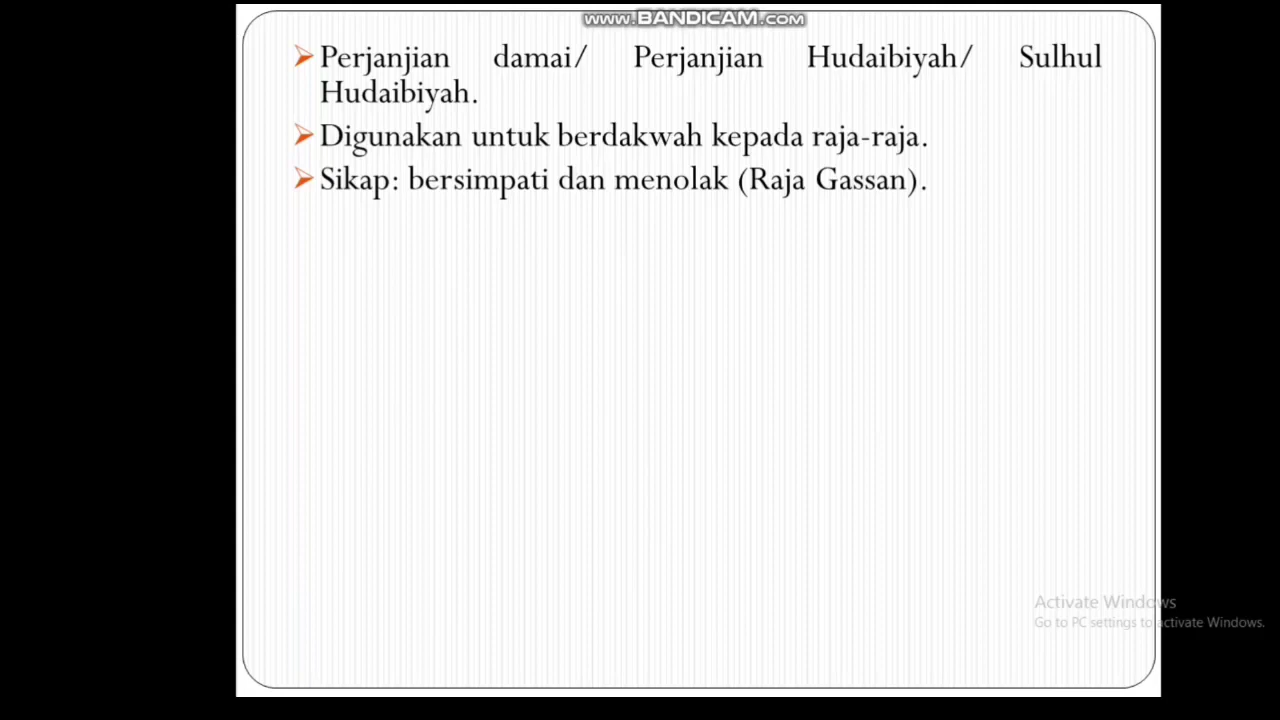 www.BANDICAM.com
Perjanjian damai/ Perjanjian Hudaibiyah/ Sulhul
Hudaibiyah.
Digunakan untuk berdakwah kepada raja-raja.
Sikap: bersimpati dan menolak (Raja Gassan).
Activate Windows
Go to PC settings to activate Windows.